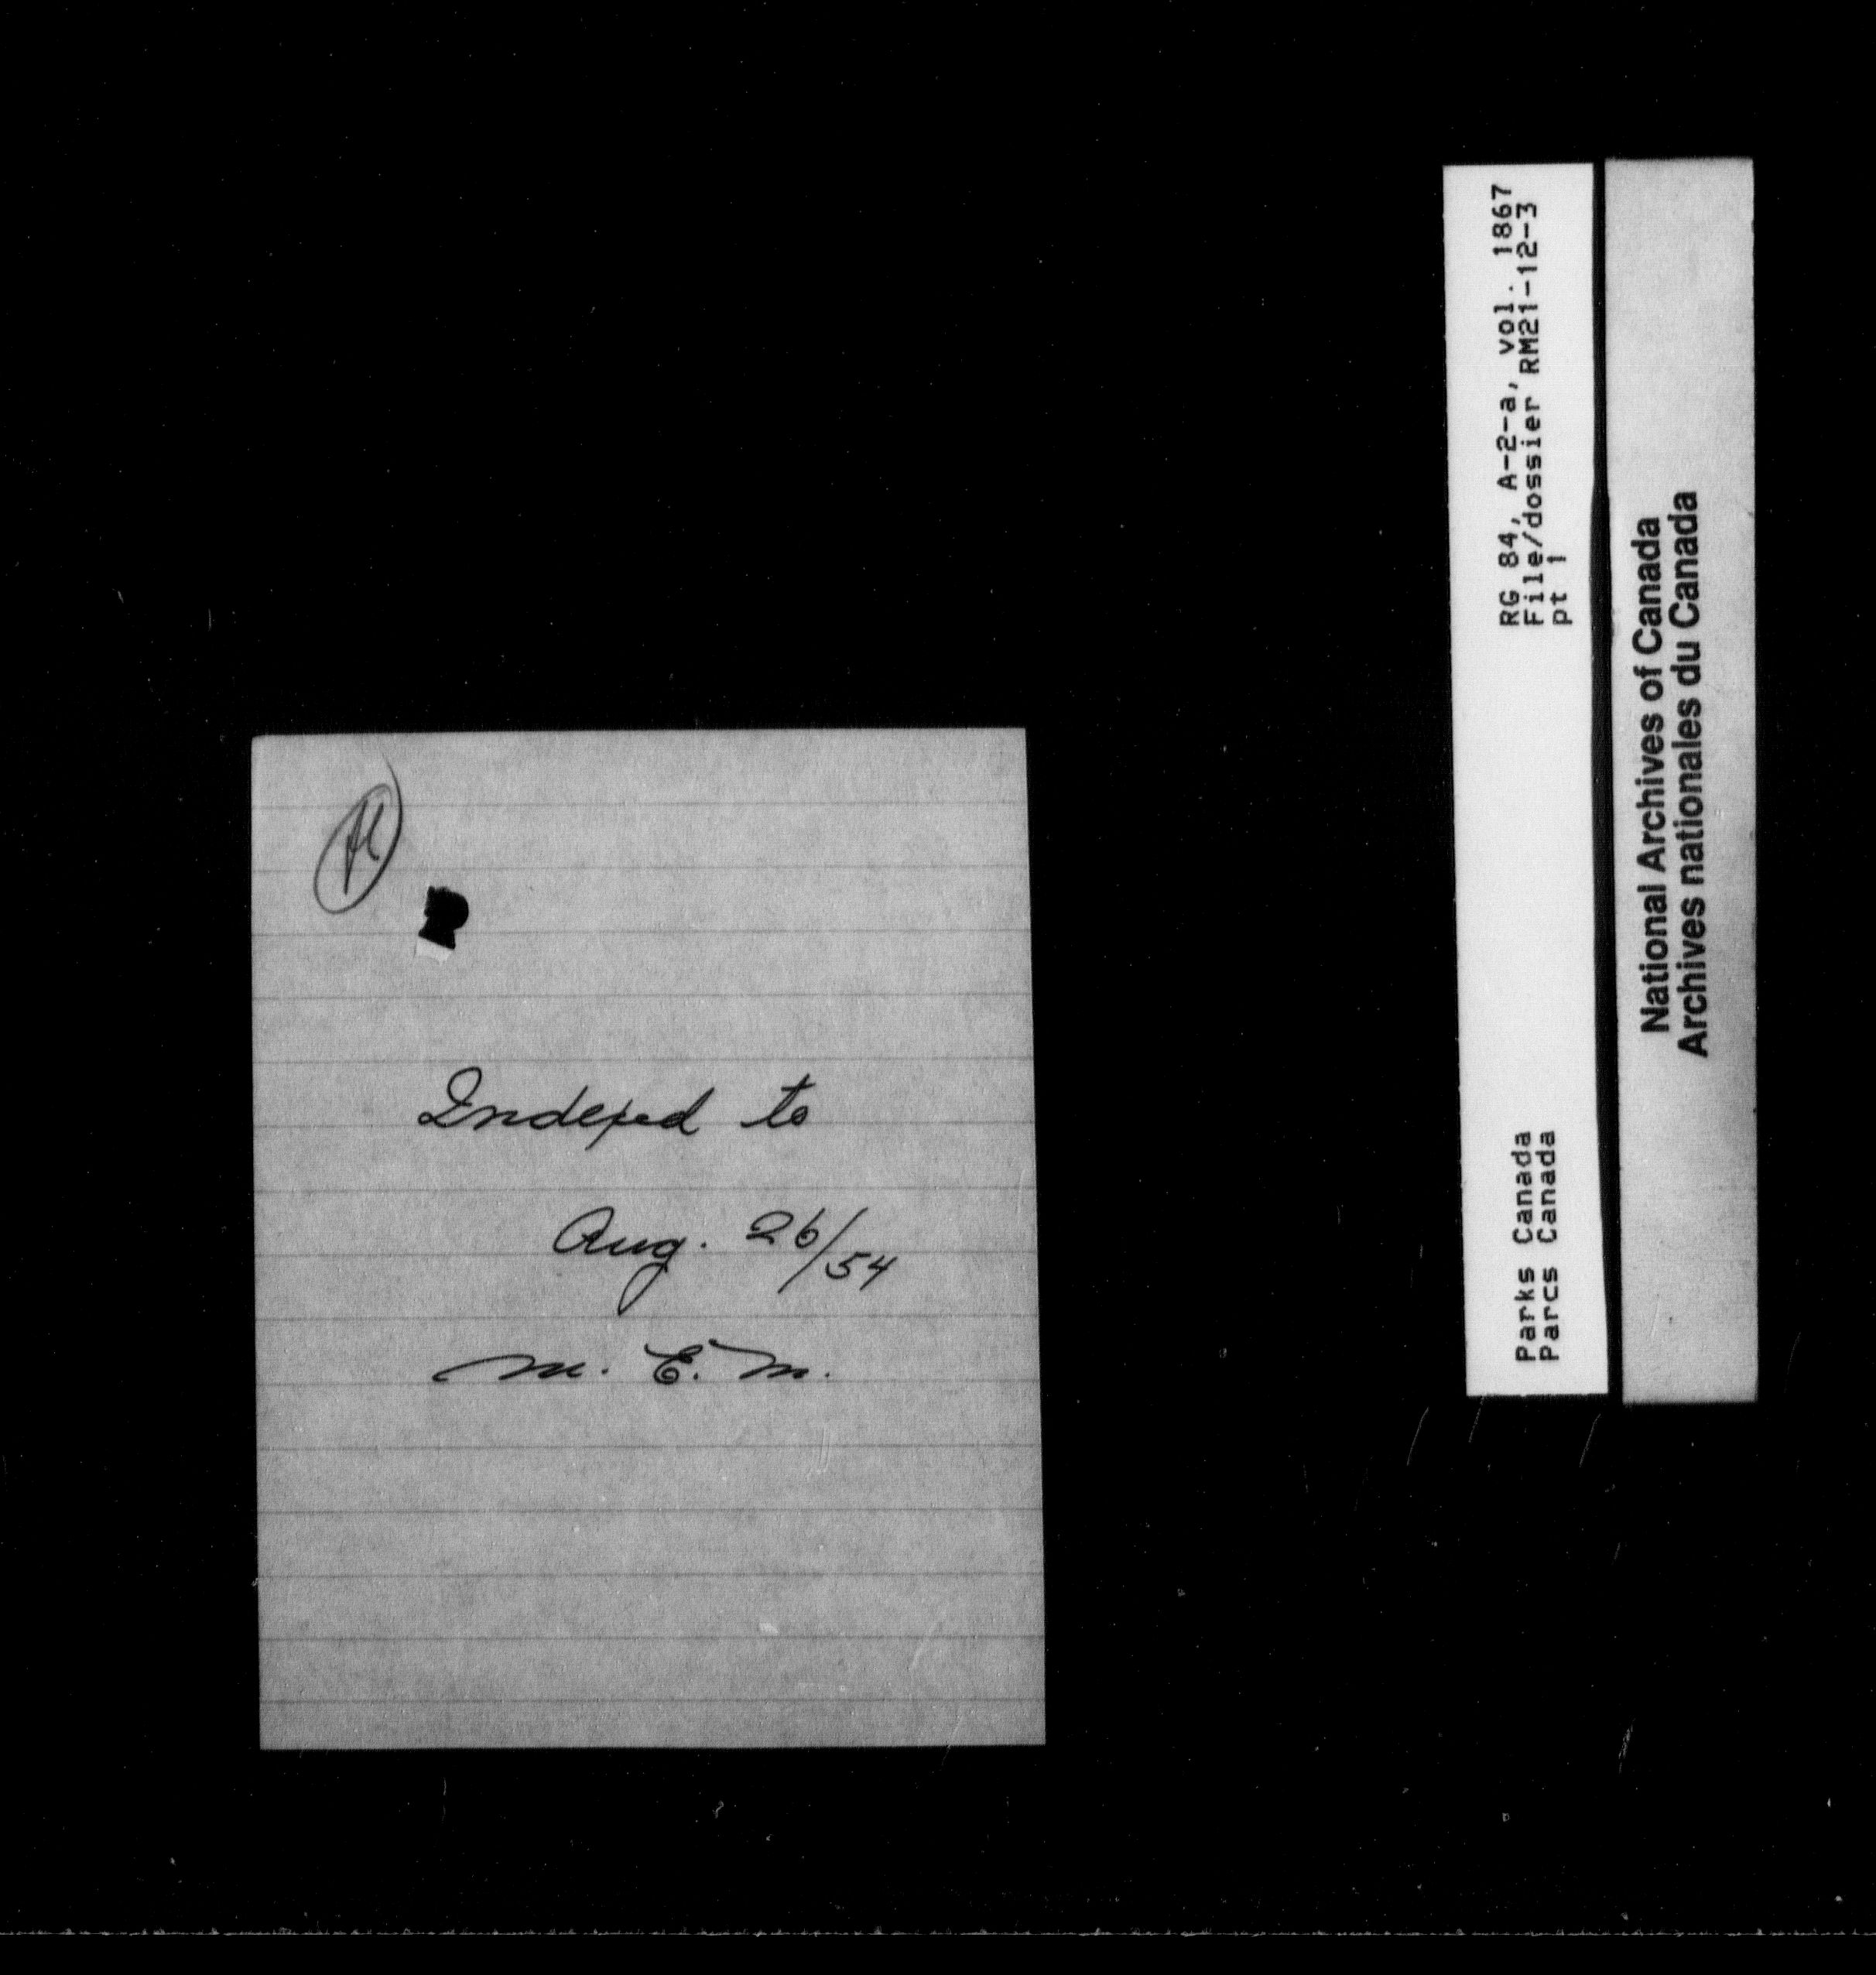 Indexed to
Aug. 26/54
M. E. M.
RG 84, A-2-a, vol. 1867
File/dossier RM21-12-3
pt 1
Parks Canada
Parcs Canada
National Archives of Canada
Archives nationales du Canada